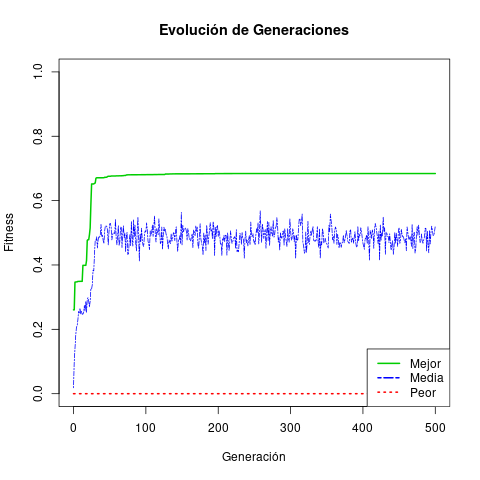 Evolución de Generaciones
Fitness
1.0
0.8
0.6
0.4
0.2
0.0
Mejor
Media
Peor
0 100 200 300 400 500
Generación